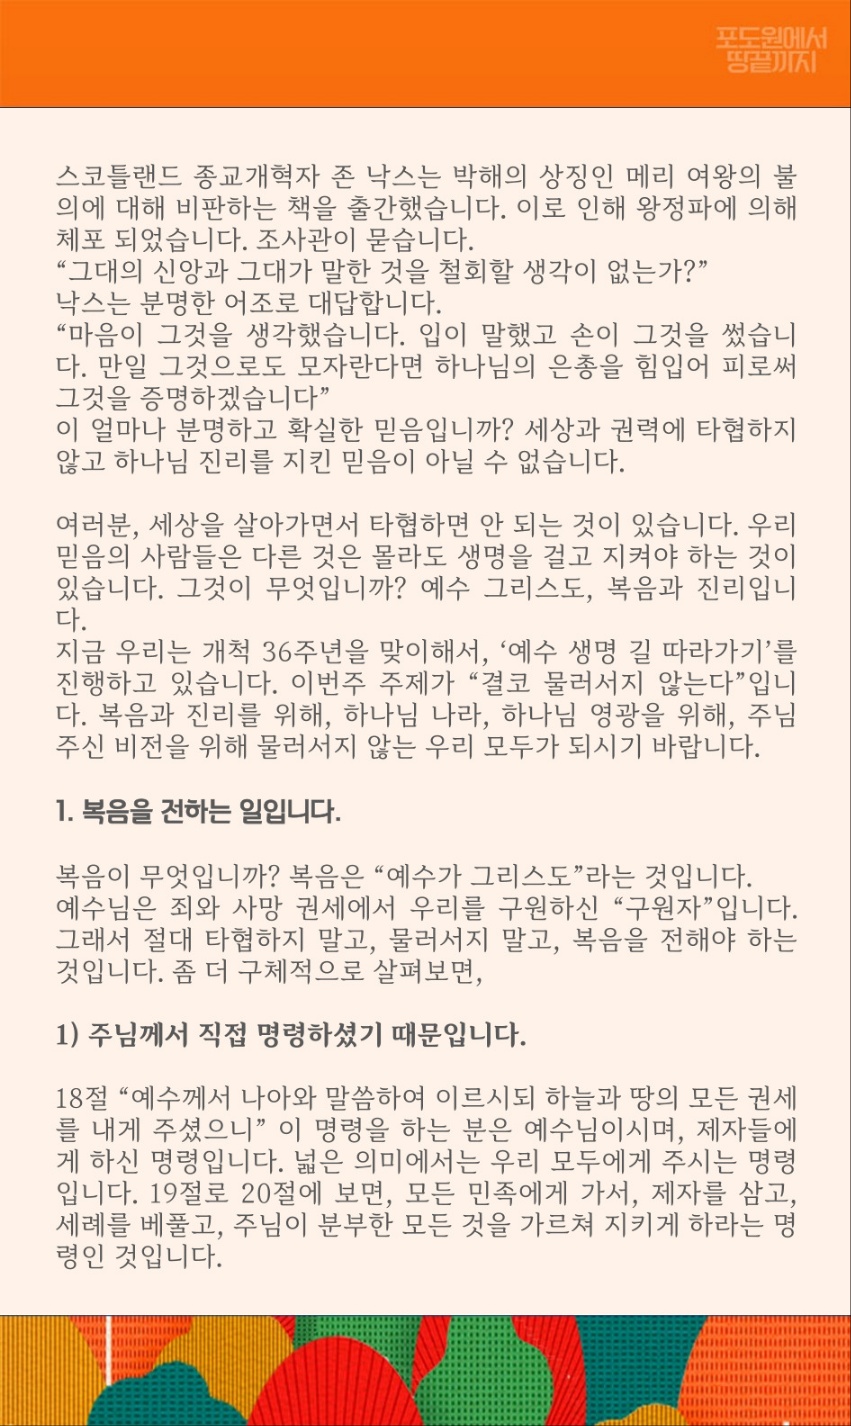 포도원에서
땅끝까지
스코틀랜드 종교개혁자 존 낙스는 박해의 상징인 메리 여왕의 불
의에 대해 비판하는 책을 출간했습니다. 이로 인해 왕정파에 의해
체포 되었습니다. 조사관이 묻습니다.
“그대의 신앙과 그대가 말한 것을 철회할 생각이 없는가?”
낙스는 분명한 어조로 대답합니다.
“마음이 그것을 생각했습니다. 입이 말했고 손이 그것을 썼습니
다. 만일 그것으로도 모자란다면 하나님의 은총을 힘입어 피로써
그것을 증명하겠습니다”
이 얼마나 분명하고 확실한 믿음입니까? 세상과 권력에 타협하지
않고 하나님 진리를 지킨 믿음이 아닐 수 없습니다.
여러분, 세상을 살아가면서 타협하면 안 되는 것이 있습니다. 우리
믿음의 사람들은 다른 것은 몰라도 생명을 걸고 지켜야 하는 것이
있습니다. 그것이 무엇입니까? 예수 그리스도, 복음과 진리입니
다.
지금 우리는 개척 36주년을 맞이해서, ‘예수 생명 길 따라가기’를
진행하고 있습니다. 이번주 주제가 “결코 물러서지 않는다”입니
다. 복음과 진리를 위해, 하나님 나라, 하나님 영광을 위해, 주님
주신 비전을 위해 물러서지 않는 우리 모두가 되시기 바랍니다.
1. 복음을 전하는 일입니다.
복음이 무엇입니까? 복음은 “예수가 그리스도”라는 것입니다.
예수님은 죄와 사망 권세에서 우리를 구원하신 “구원자”입니다.
그래서 절대 타협하지 말고, 물러서지 말고, 복음을 전해야 하는
것입니다. 좀 더 구체적으로 살펴보면,
1) 주님께서 직접 명령하셨기 때문입니다.
18절 “예수께서 나아와 말씀하여 이르시되 하늘과 땅의 모든 권세
를 내게 주셨으니” 이 명령을 하는 분은 예수님이시며, 제자들에
게 하신 명령입니다. 넓은 의미에서는 우리 모두에게 주시는 명령
입니다. 19절로 20절에 보면, 모든 민족에게 가서, 제자를 삼고,
세례를 베풀고, 주님이 분부한 모든 것을 가르쳐 지키게 하라는 명
령인 것입니다.